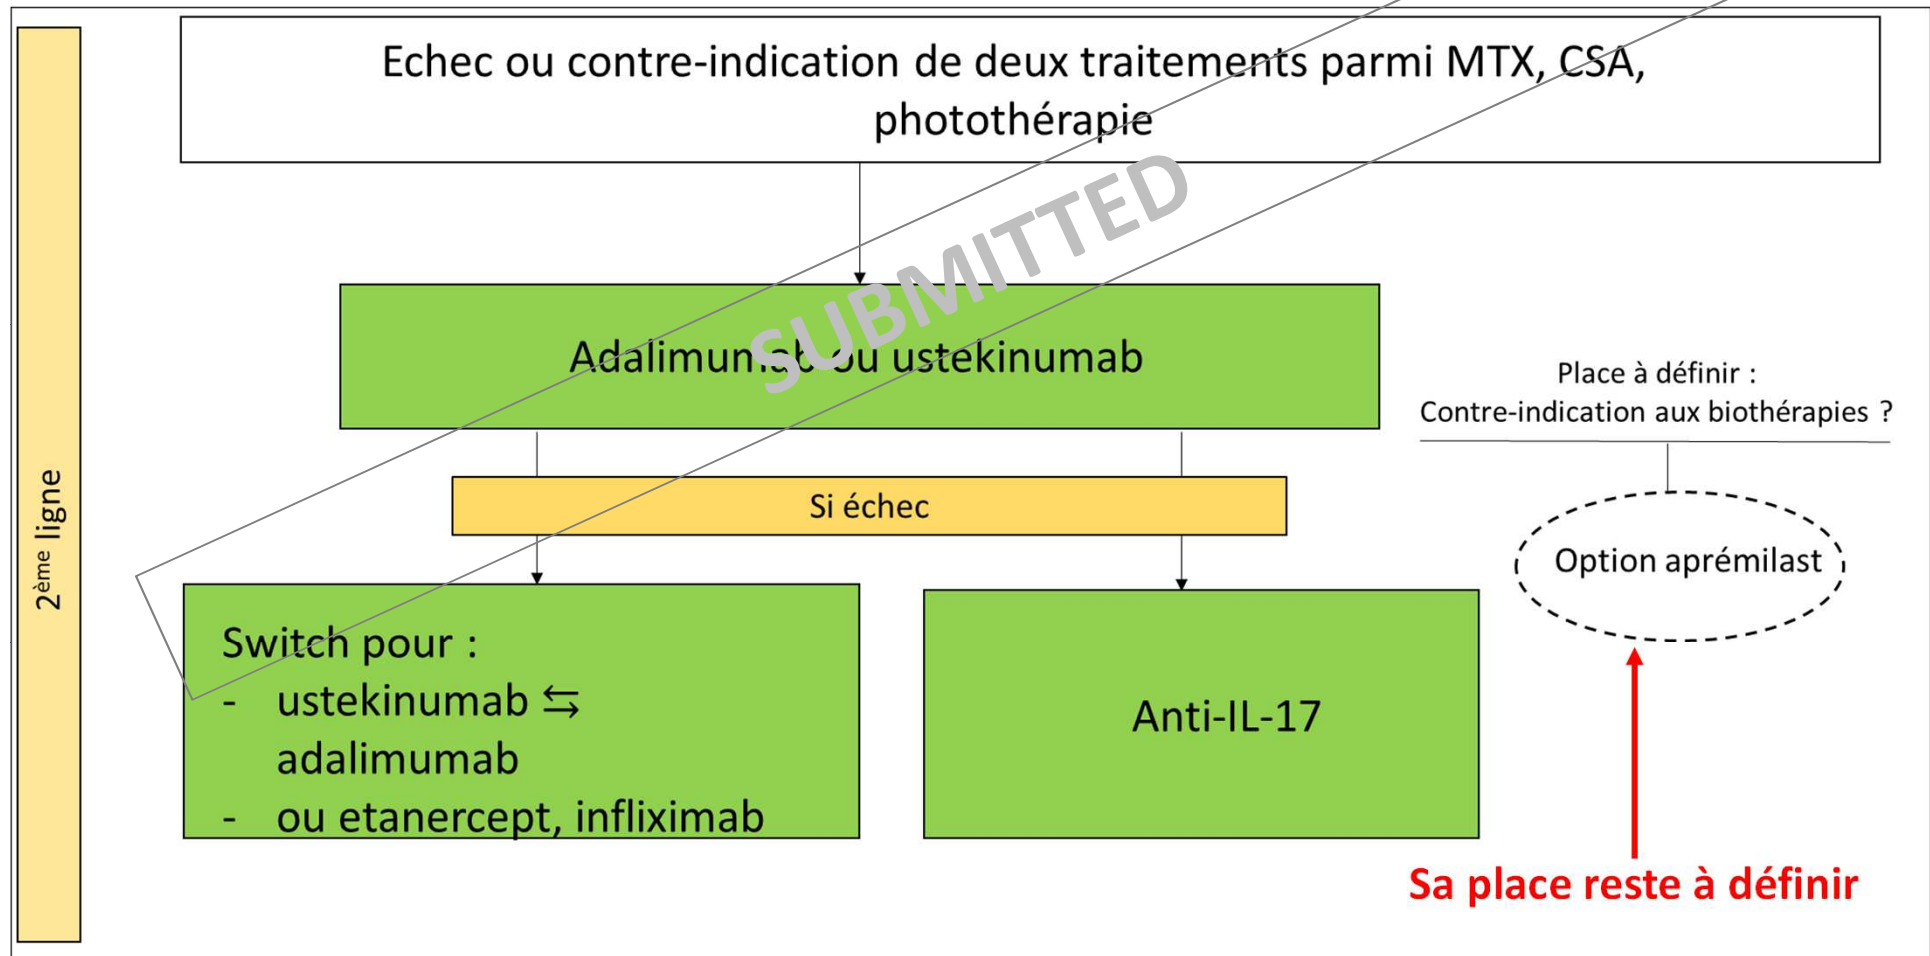 Echec ou contre-indication de deux traitements parmi MTX, CSA,
photothérapie
SUBMITTED
Adalimumab ou ustekinumab
Place à définir :
Contre-indication aux biothérapies ?
2ème ligne
Si échec
Option aprémilast
Switch pour :
- ustekinumab ⇆
adalimumab
- ou etanercept, infliximab
Anti-IL-17
Sa place reste à définir